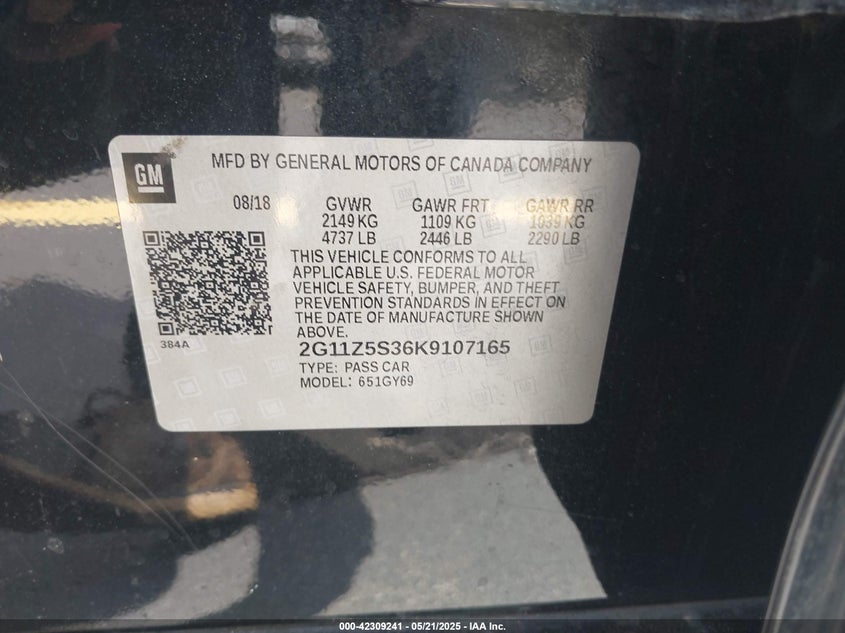 GM
MFD BY GENERAL MOTORS OF CANADA COMPANY
08/18 GVWR GAWR FRT GAWR RR
2149 KG 1109 KG 1039 KG
4737 LB 2446 LB 2290 LB
THIS VEHICLE CONFORMS TO ALL
APPLICABLE U.S. FEDERAL MOTOR
VEHICLE SAFETY, BUMPER, AND THEFT
PREVENTION STANDARDS IN EFFECT ON
THE DATE OF MANUFACTURE SHOWN
ABOVE.
384A
2G11Z5S36K9107165
TYPE: PASS CAR
MODEL: 651GY69
000-42309241 - 05/21/2025 - IAA Inc.